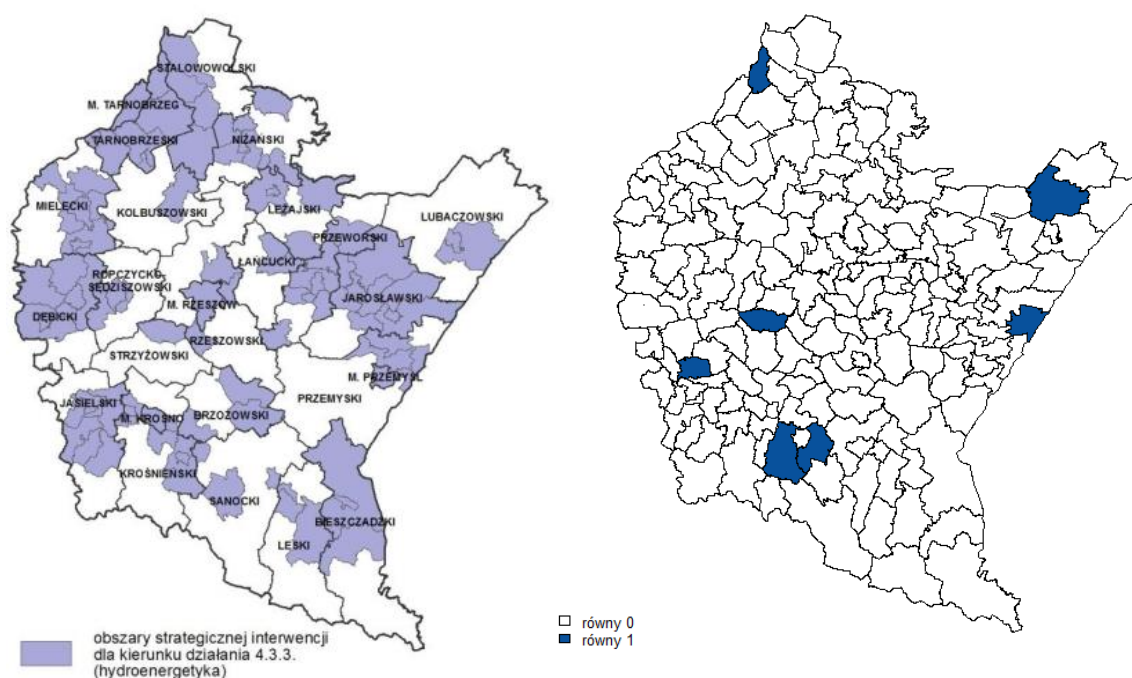 STALOWOWOLSKI
M. TARNOBRZEG
TARNOBRZESKI
NIŻAŃSKI
MIELECKI
KOLBUSZOWSKI
LEŻAJSKI
LUBACZOWSKI
PRZEWORSKI
ŁAŃCUCKI
ROPCZYCKO-
SĘDZISZOWSKI
M. RZESZÓW
JAROSŁAWSKI
DĘBICKI
RZESZOWSKI
STRZYŻOWSKI
M. PRZEMYŚL
PRZEMYSKI
JASIELSKI
M. KROSNO
BRZOZOWSKI
KROŚNIEŃSKI
SANOCKI
BIESZCZADZKI
LESKI
obszary strategicznej interwencji
dla kierunku działania 4.3.3.
(hydroenergetyka)
równy 0
równy 1